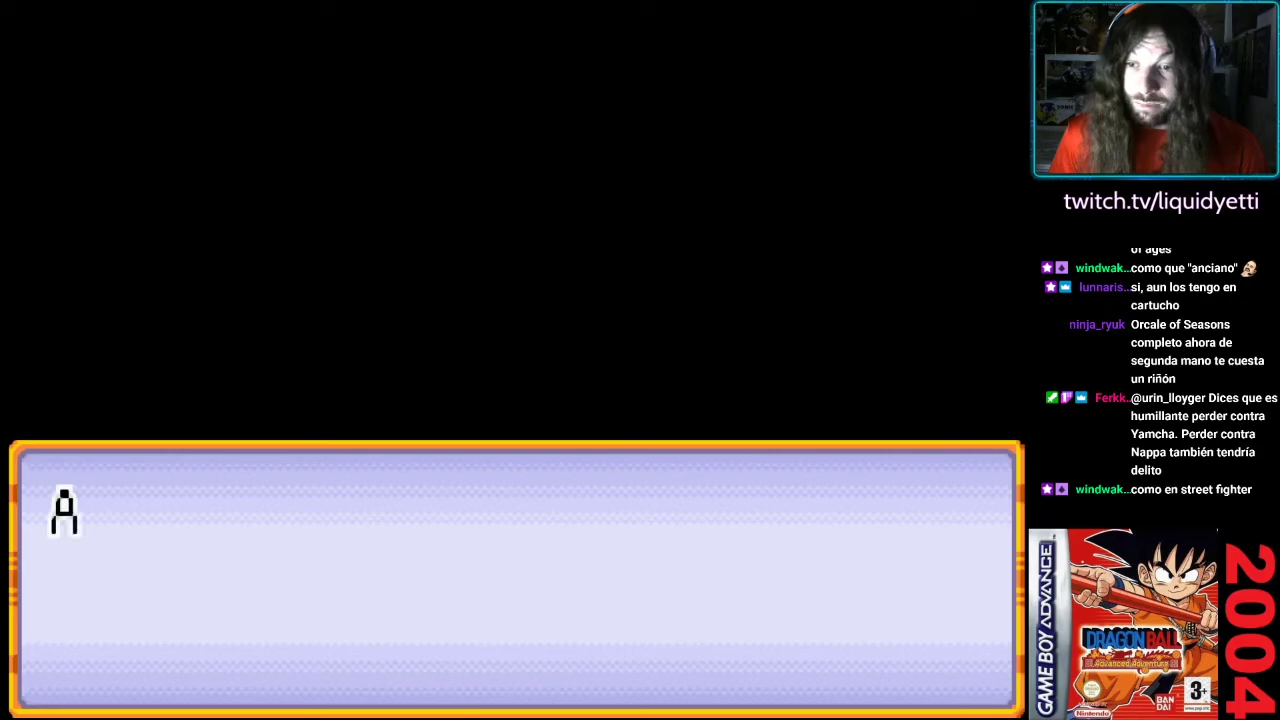 A
twitch.tv/liquidyetti
of ages
windwak..como que "anciano"
lunnaris..si, aun los tengo en
cartucho
ninja_ryuk Orcale of Seasons
completo ahora de
segunda mano te cuesta
un riñón
Ferkk..@urin_lloyger Dices que es
humillante perder contra
Yamcha. Perder contra
Nappa también tendría
delito
windwak..como en street fighter
GAME BOY ADVANCE
DRAGONBALL
Advanced Adventure
BAN
DAI
3+
Nintendo
2004